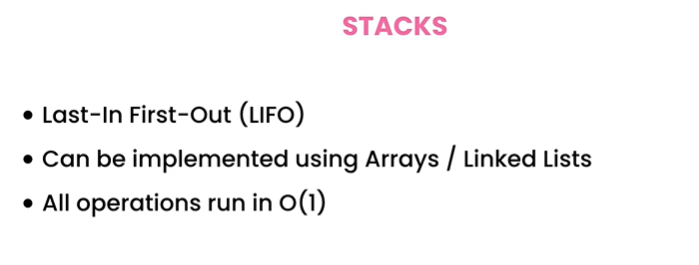 STACKS
• Last-In First-Out (LIFO)
• Can be implemented using Arrays / Linked Lists
• All operations run in O(1)